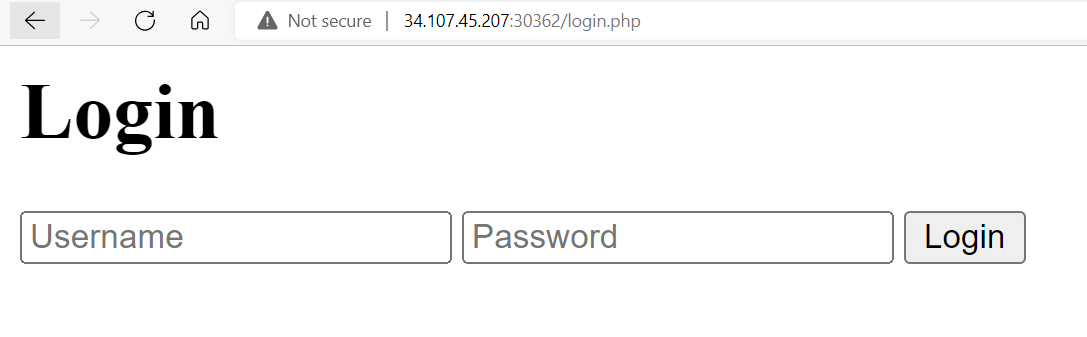 Not secure | 34.107.45.207:30362/login.php
Login
Username Password Login